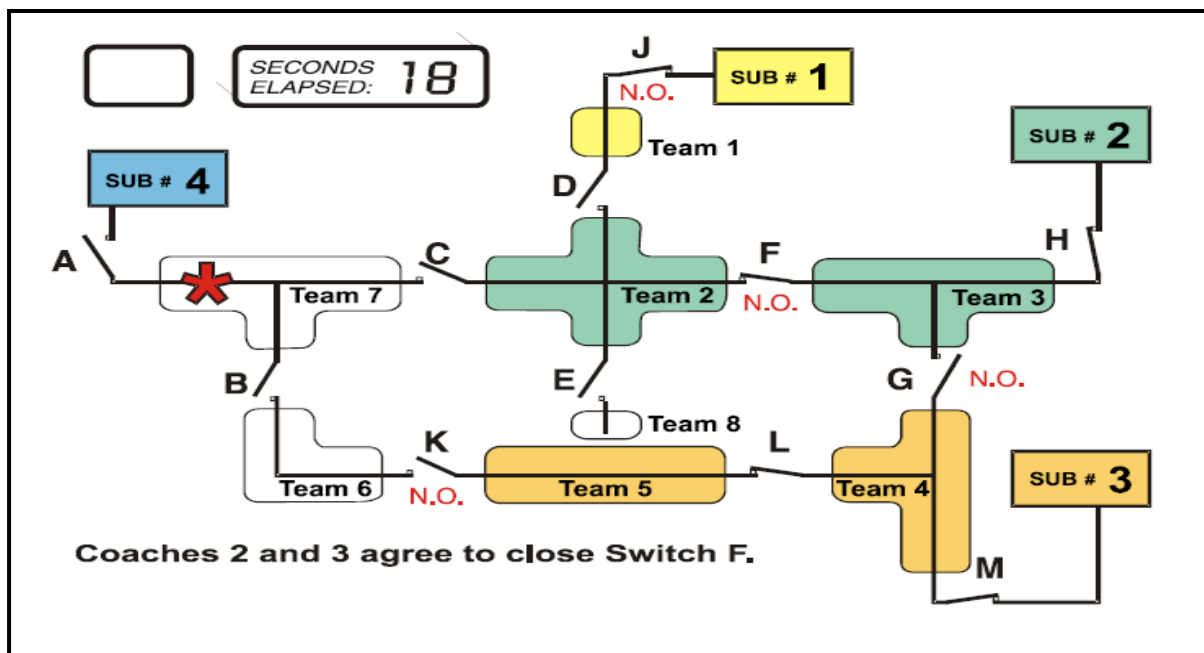 SECONDS
ELAPSED: 18
J
SUB # 1
N.O.
Team 1
SUB # 2
SUB # 4
D
A
C
F
H
Team 7
Team 2
N.O.
Team 3
B
E
G
N.O.
Team 8
K
L
Team 6
N.O.
Team 5
Team 4
SUB # 3
Coaches 2 and 3 agree to close Switch F.
M